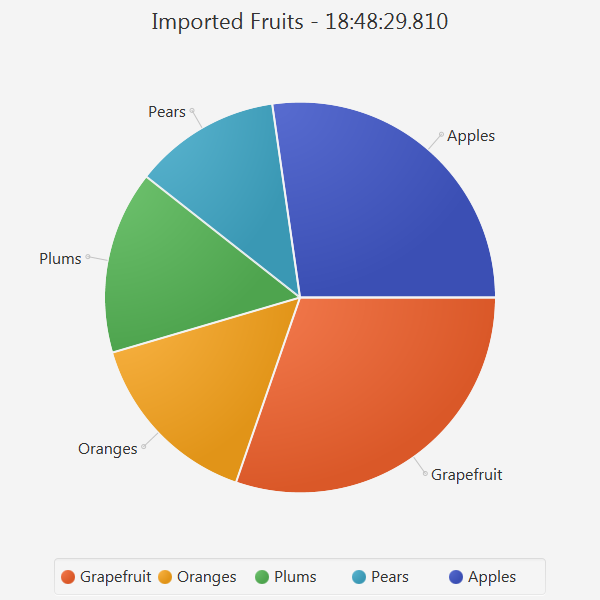 Imported Fruits - 18:48:29.810
Pears
Apples
Plums
Oranges
Grapefruit
Grapefruit Oranges Plums Pears Apples